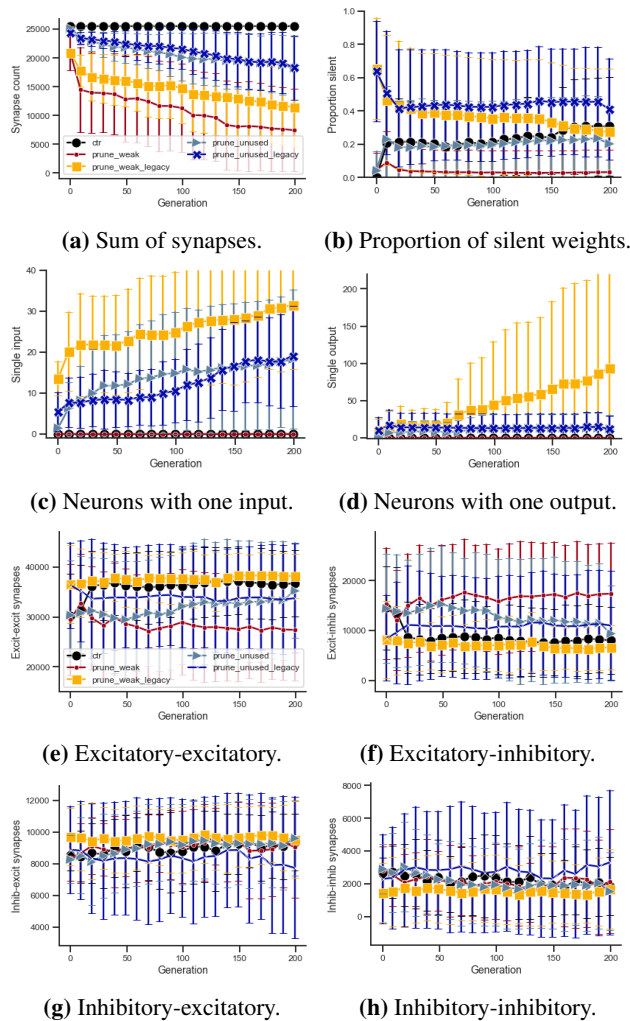 25000
20000
15000
10000
5000
0
Synapse count
ctr
prune_weak
prune_weak_legacy
prune_unused
prune_unused_legacy
0 50 100 150 200
Generation
(a) Sum of synapses.
1.0
0.8
0.6
0.4
0.2
0.0
Proportion silent
0 50 100 150 200
Generation
(b) Proportion of silent weights.
40
30
20
10
0
Single input
0 50 100 150 200
Generation
(c) Neurons with one input.
200
150
100
50
0
Single output
0 50 100 150 200
Generation
(d) Neurons with one output.
40000
30000
20000
Excit-excit synapses
ctr
prune_weak
prune_weak_legacy
prune_unused
prune_unused_legacy
0 50 100 150 200
Generation
(e) Excitatory-excitatory.
20000
10000
0
Excit-inhib synapses
0 50 100 150 200
Generation
(f) Excitatory-inhibitory.
12000
10000
8000
6000
4000
Inhib-excit synapses
0 50 100 150 200
Generation
(g) Inhibitory-excitatory.
8000
6000
4000
2000
0
Inhib-inhib synapses
0 50 100 150 200
Generation
(h) Inhibitory-inhibitory.